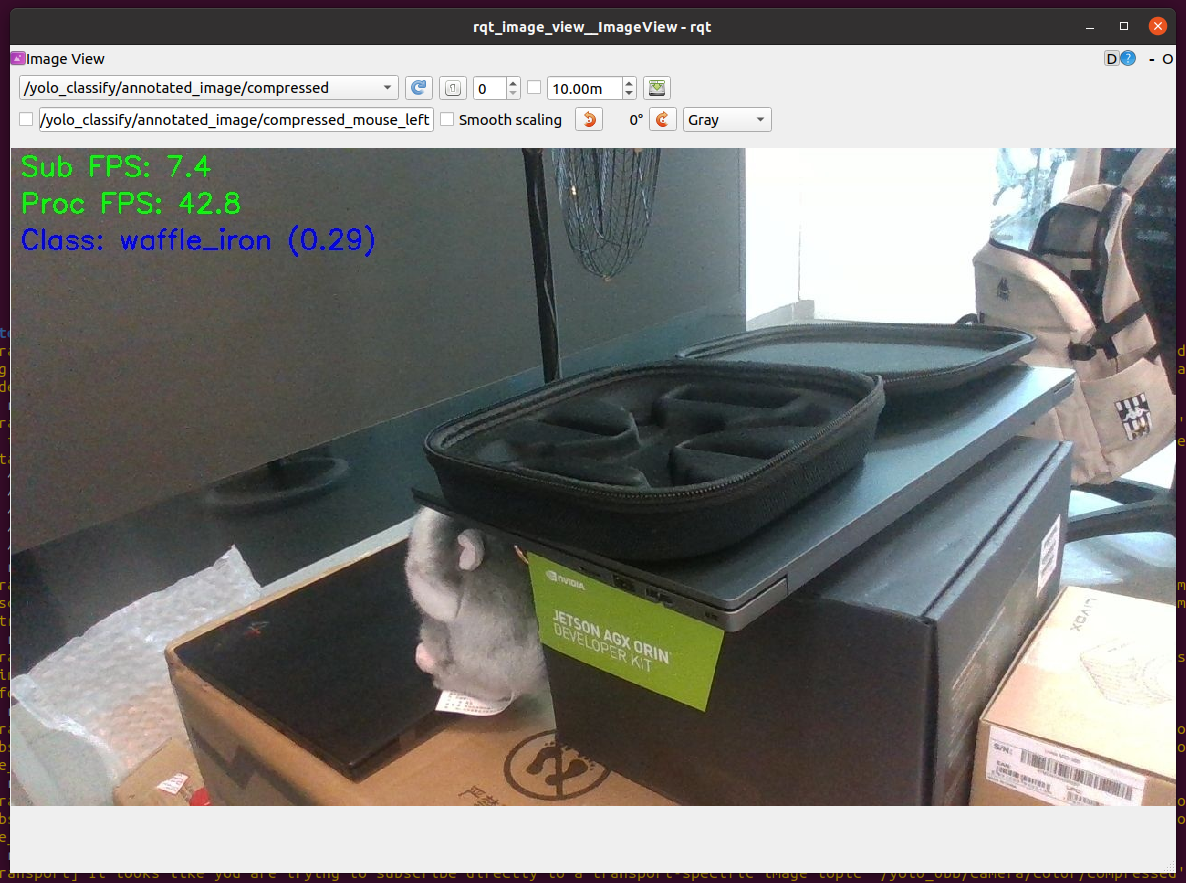 rqt_image_view__ImageView - rqt
Image View
D
?
- O
/yolo_classify/annotated_image/compressed
0
10.00m
/yolo_classify/annotated_image/compressed_mouse_left
Smooth scaling
0°
Gray
Sub FPS: 7.4
Proc FPS: 42.8
Class: waffle_iron (0.29)
NVIDIA
JETSON AGX ORIN
DEVELOPER KIT
LIVOX
S/N:
transport] It looks like you are trying to subscribe directly to a transport-specific image topic '/yolo_obb/camera/color/compressed'